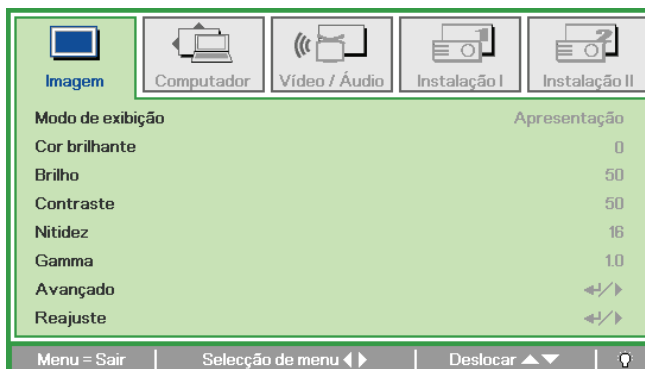 Imagem Computador Vídeo / Áudio Instalação I Instalação II
Modo de exibição Apresentação
Cor brilhante 0
Brilho 50
Contraste 50
Nitidez 16
Gamma 1.0
Avançado
Reajuste
Menu = Sair Selecção de menu Deslocar